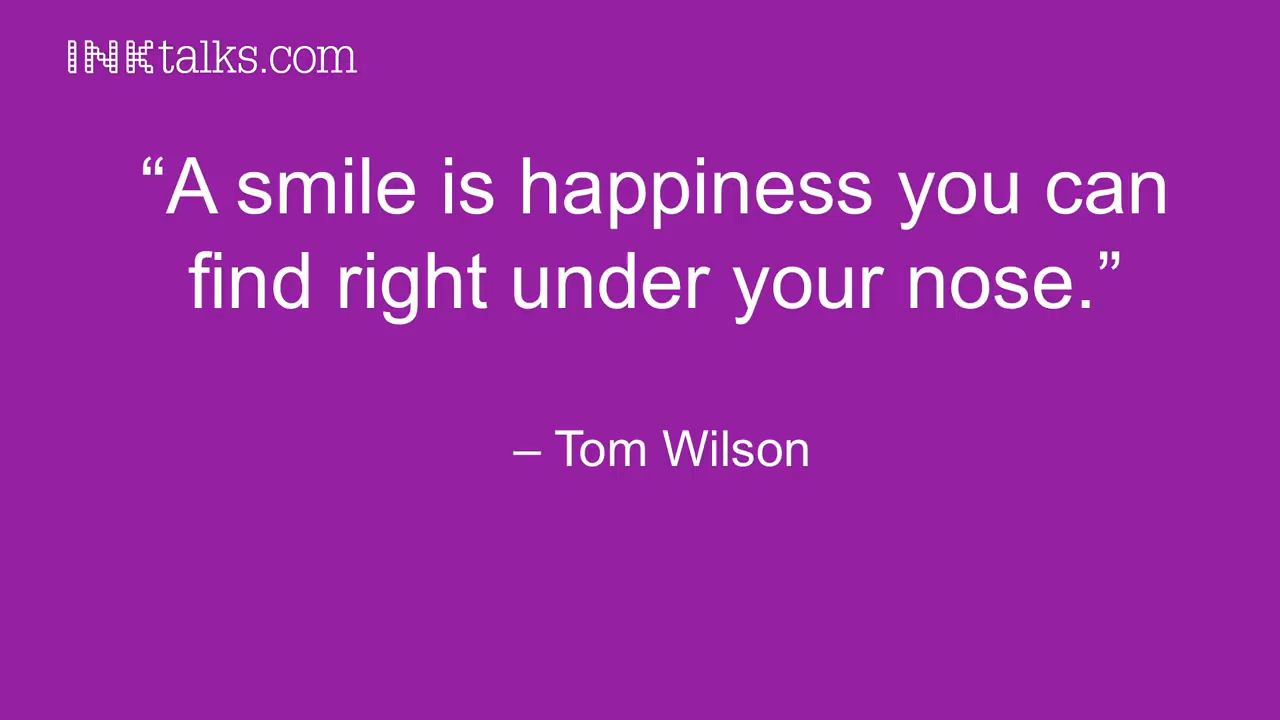 INKtalks.com
“A smile is happiness you can
find right under your nose.”
– Tom Wilson